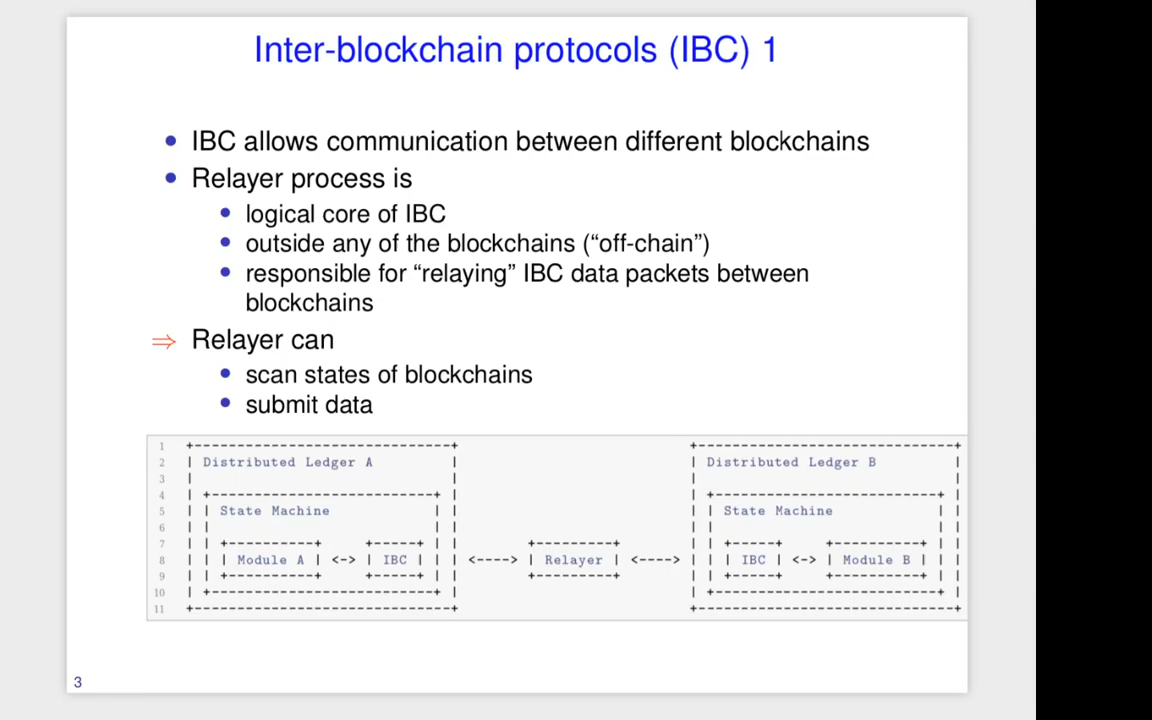 Inter-blockchain protocols (IBC) 1
• IBC allows communication between different blockchains
• Relayer process is
• logical core of IBC
• outside any of the blockchains (“off-chain”)
• responsible for “relaying” IBC data packets between
blockchains
⇒ Relayer can
• scan states of blockchains
• submit data
1 +-------------------------------+ +-------------------------------+
2 | Distributed Ledger A | | Distributed Ledger B |
3 | | | |
4 | +---------------------------+ | | +---------------------------+ |
5 | | State Machine | | | | State Machine | |
6 | | | | | | | |
7 | | +-----------+ +-----+ | | +---------+ | | +-----+ +-----------+ | |
8 | | | Module A | <-> | IBC | | | <----> | Relayer | <----> | | | IBC | <-> | Module B | | |
9 | | +-----------+ +-----+ | | +---------+ | | +-----+ +-----------+ | |
10 | +---------------------------+ | | +---------------------------+ |
11 +-------------------------------+ +-------------------------------+
3